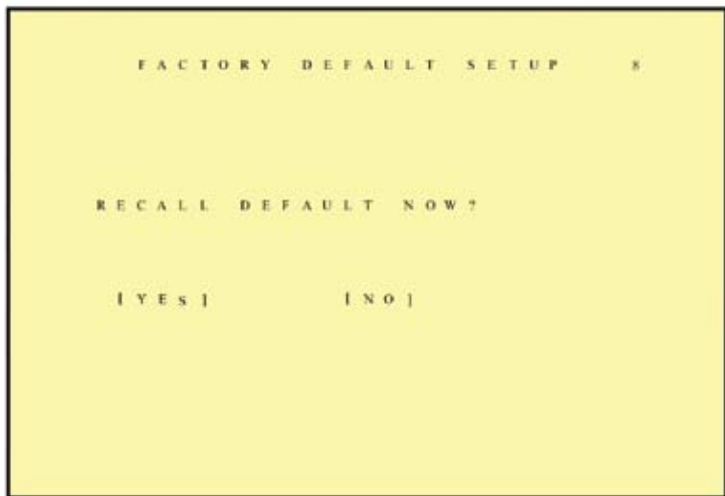 FACTORY DEFAULT SETUP 8
RECALL DEFAULT NOW?
[YES] [NO]